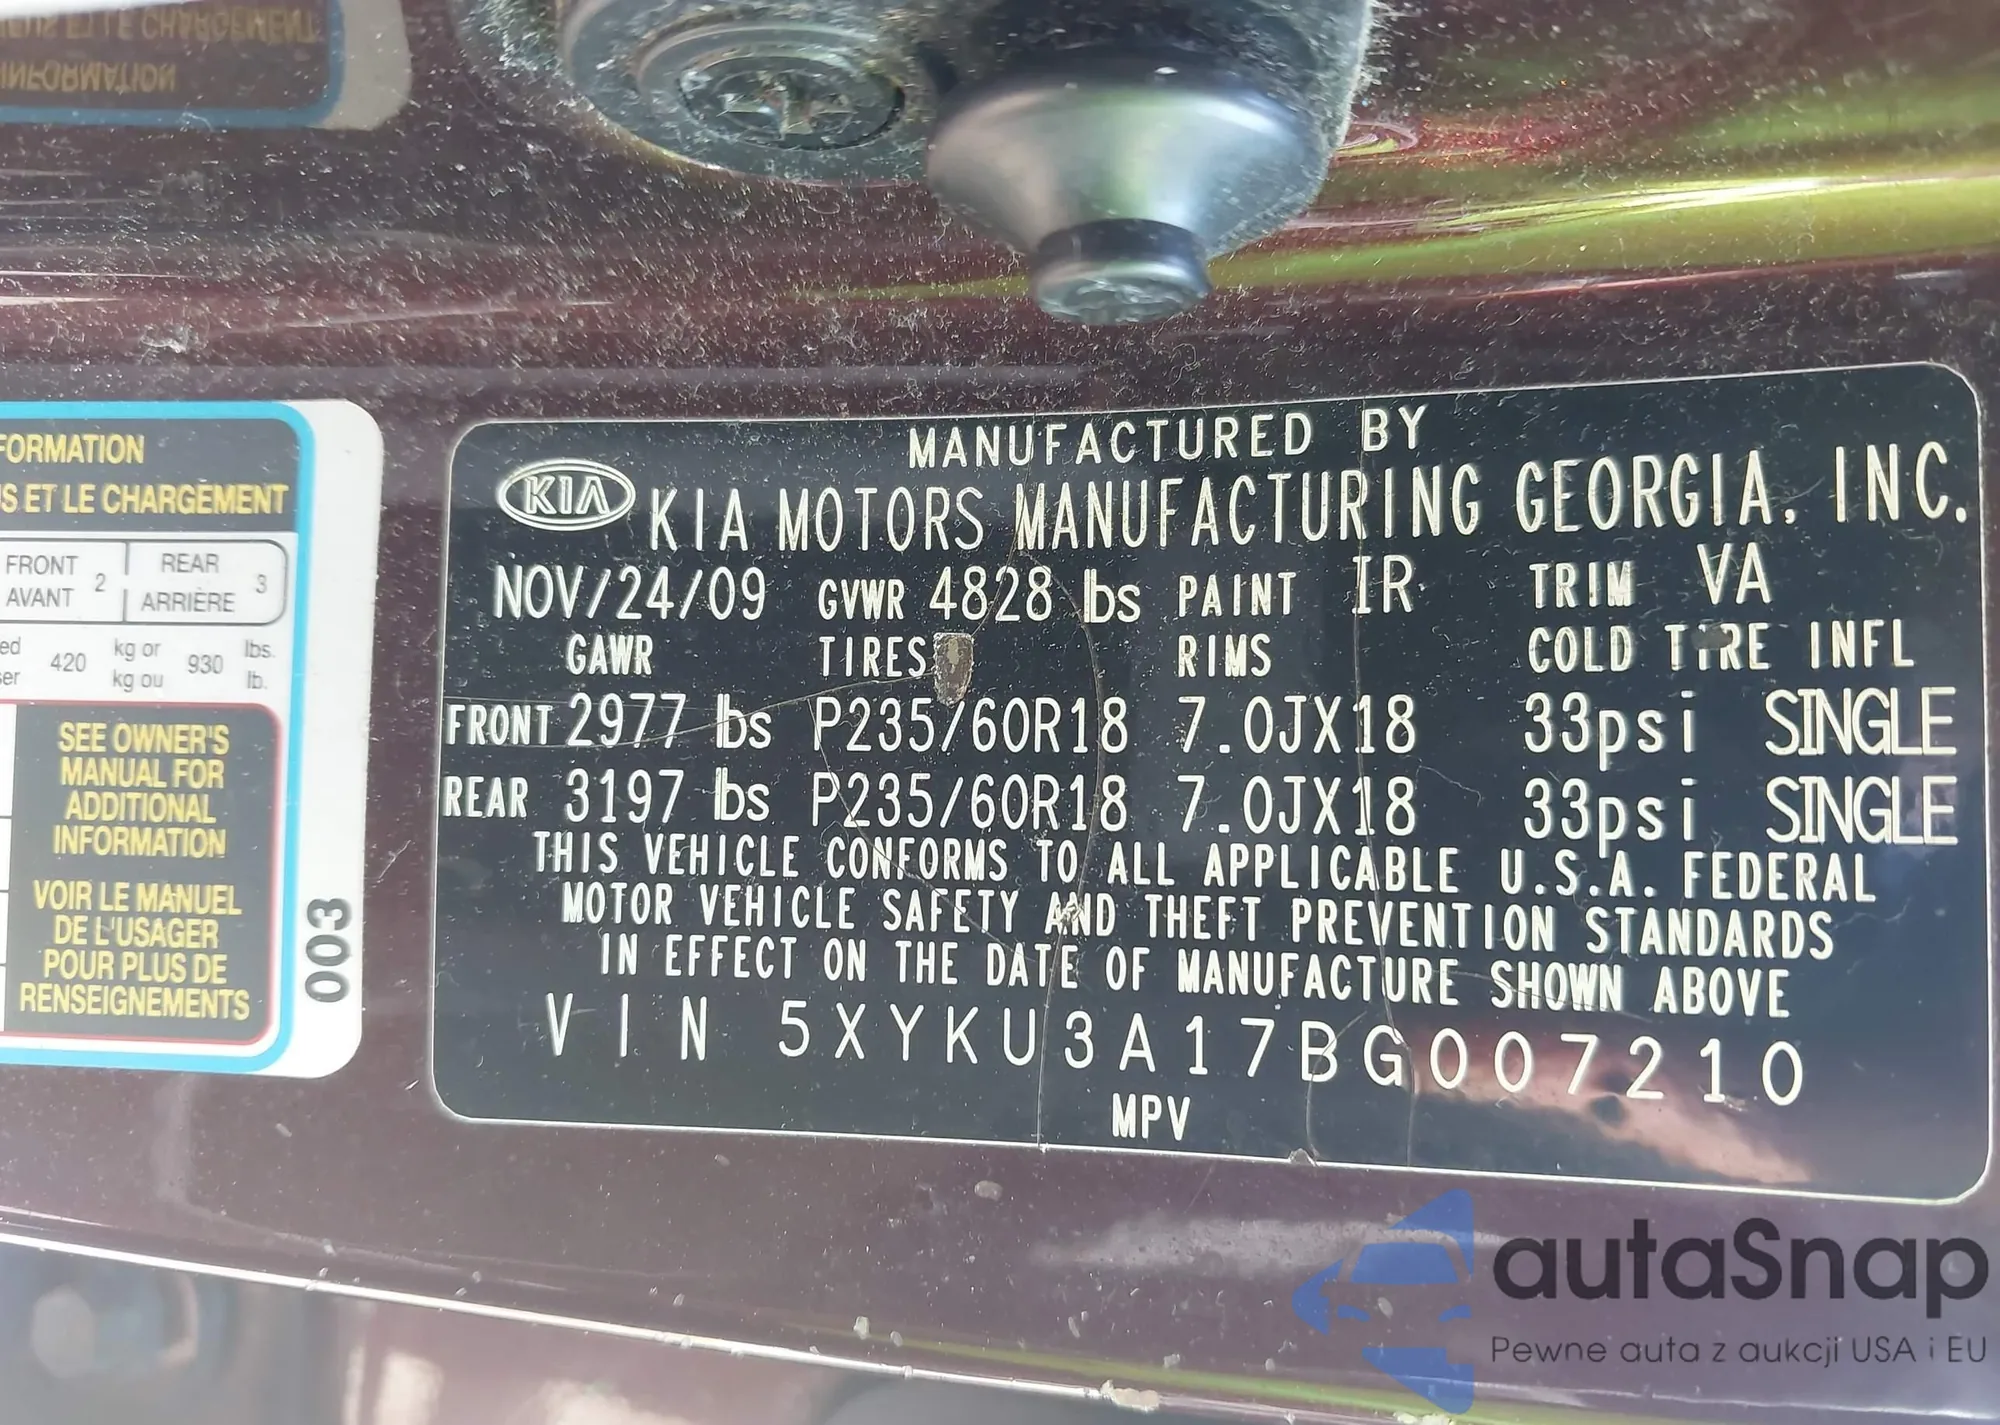 INFORMATION
FORMATION
S ET LE CHARGEMENT
FRONT
AVANT 2
REAR
ARRIÈRE 3
420 kg or 930 lbs.
kg ou lb.
SEE OWNER'S
MANUAL FOR
ADDITIONAL
INFORMATION
VOIR LE MANUEL
DE L'USAGER
POUR PLUS DE
RENSEIGNEMENTS
003
MANUFACTURED BY
KIA KIA MOTORS MANUFACTURING GEORGIA, INC.
NOV/24/09 GVWR 4828 lbs PAINT IR TRIM VA
GAWR TIRES RIMS COLD TIRE INFL
FRONT 2977 lbs P235/60R18 7.0JX18 33psi SINGLE
REAR 3197 lbs P235/60R18 7.0JX18 33psi SINGLE
THIS VEHICLE CONFORMS TO ALL APPLICABLE U.S.A. FEDERAL
MOTOR VEHICLE SAFETY AND THEFT PREVENTION STANDARDS
IN EFFECT ON THE DATE OF MANUFACTURE SHOWN ABOVE
VIN 5XYKU3A17BG007210
MPV
autaSnap
Pewne auta z aukcji USA i EU